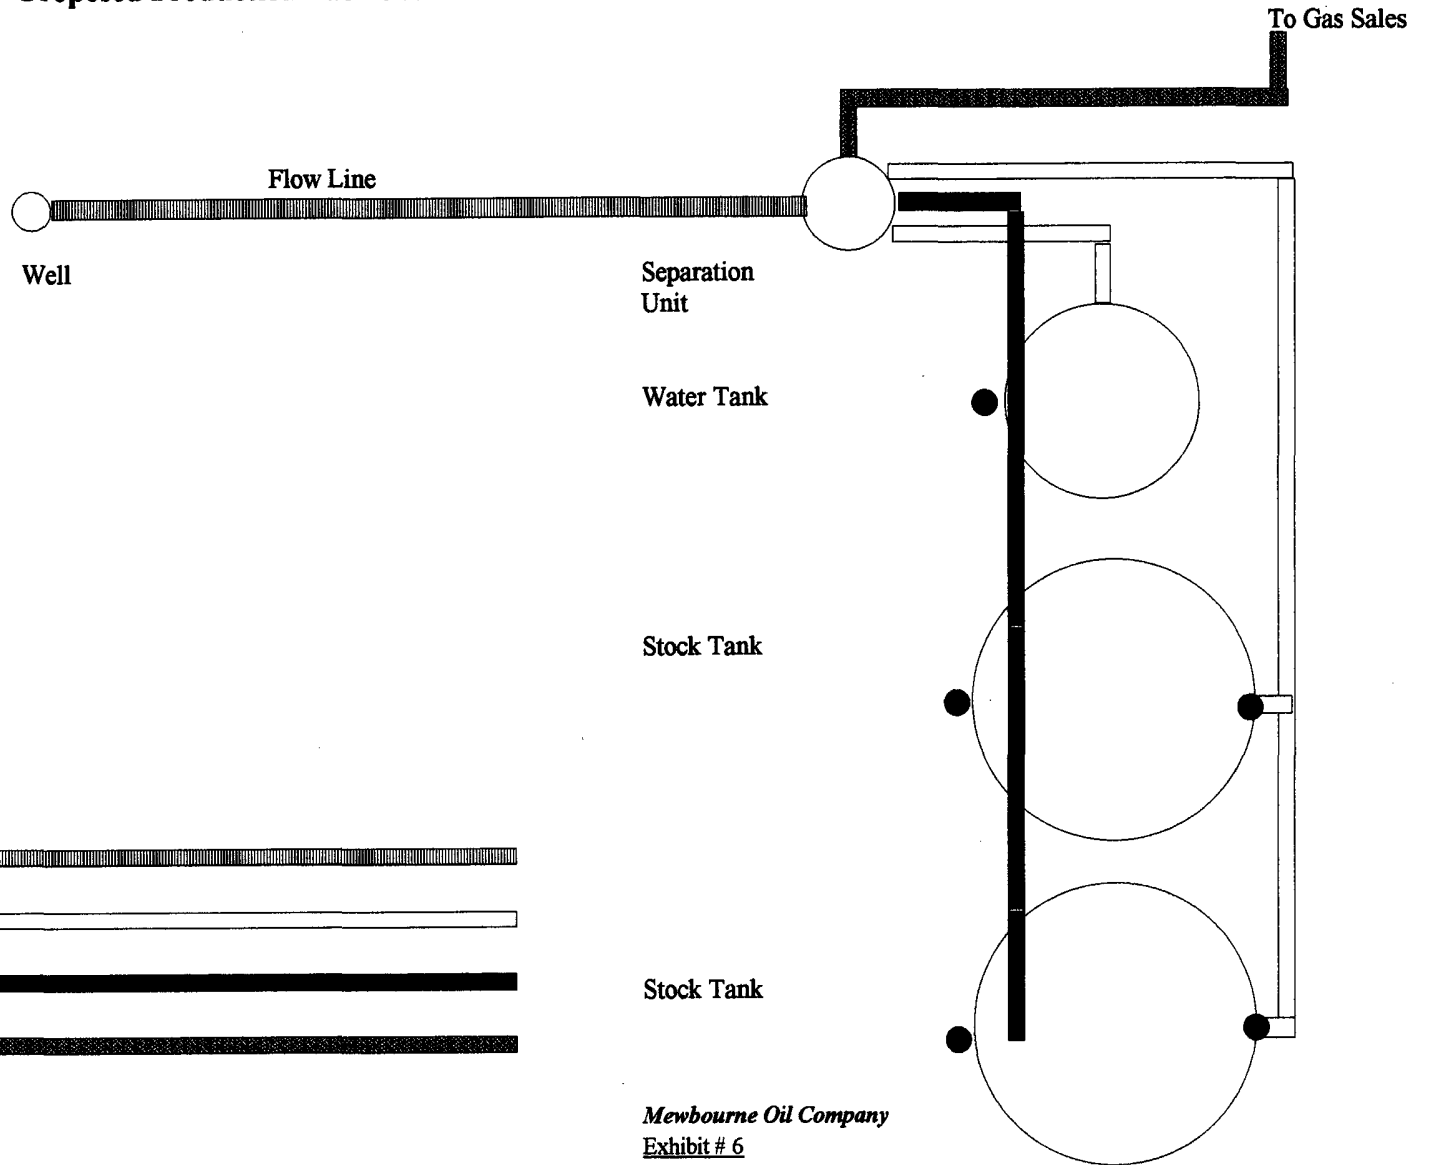 To Gas Sales
Flow Line
Well
Separation
Unit
Water Tank
Stock Tank
Stock Tank
Mewbourne Oil Company
Exhibit # 6